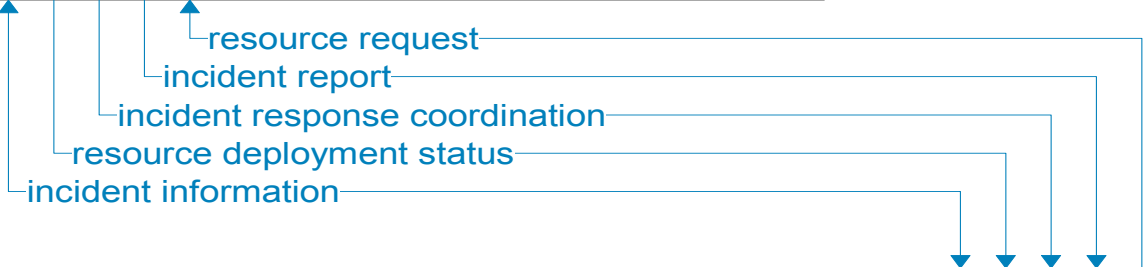 resource request
incident report
incident response coordination
resource deployment status
incident information